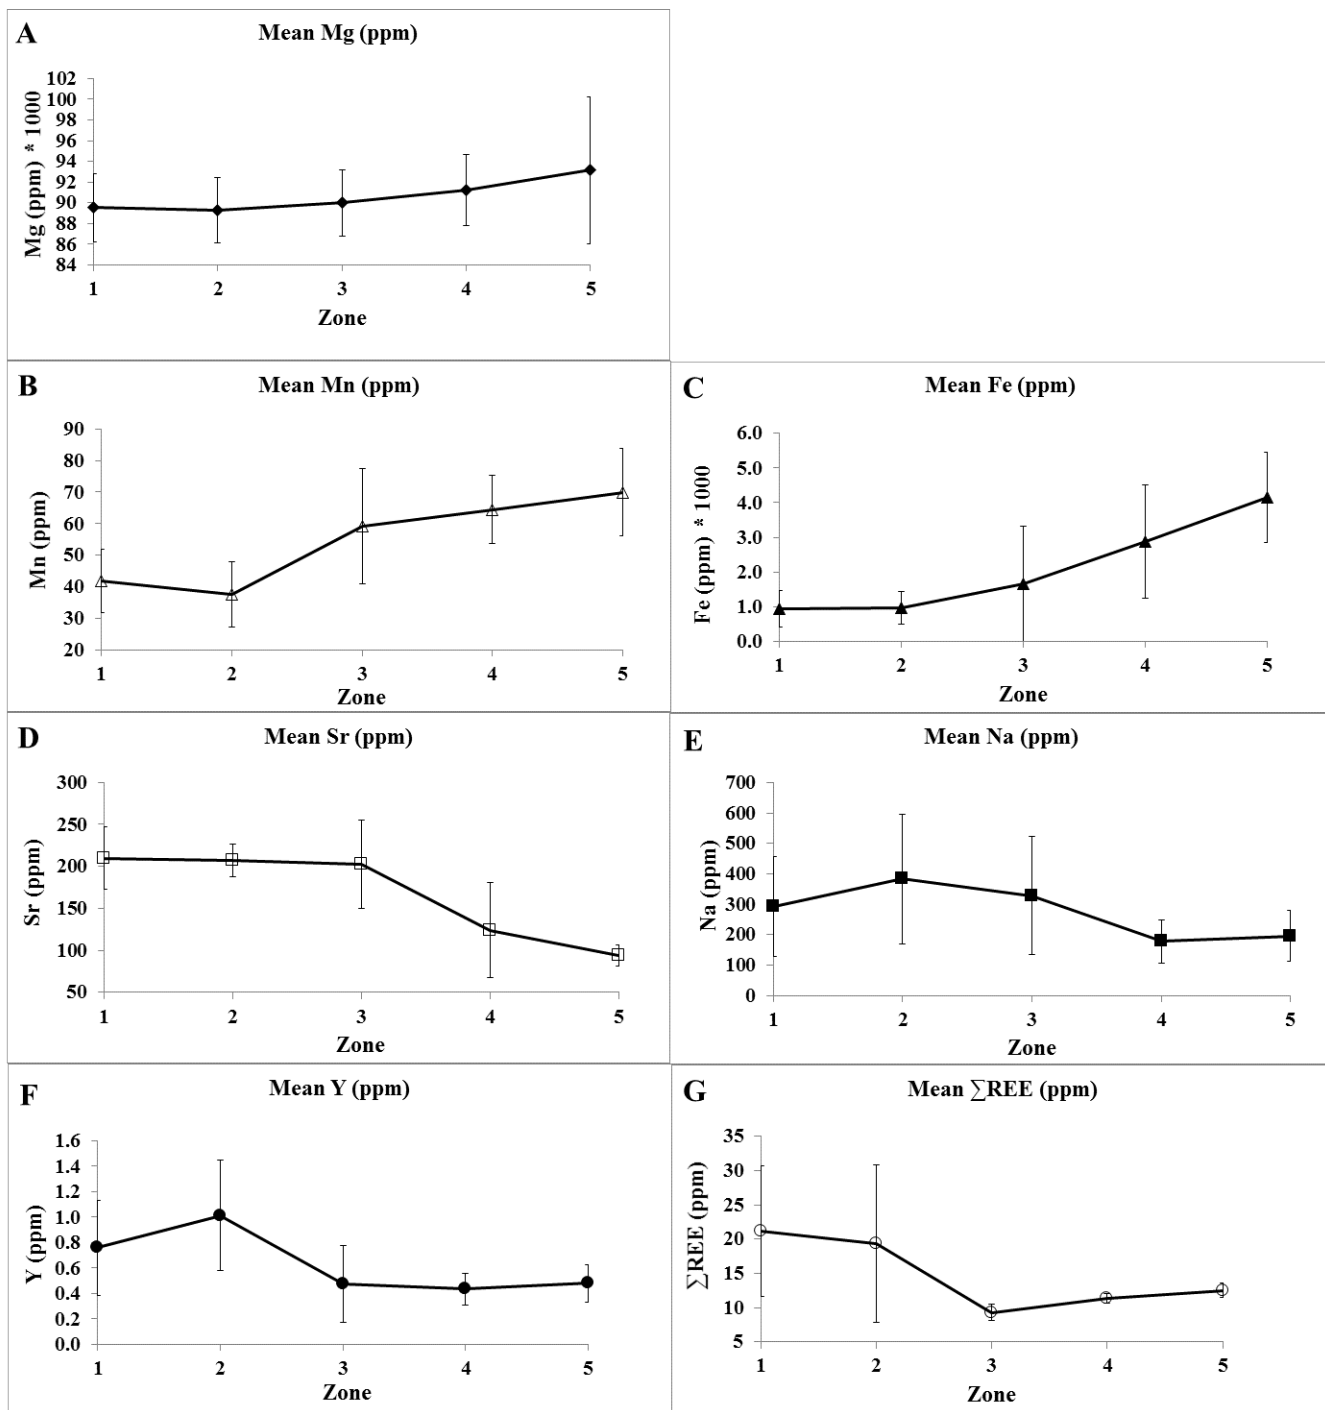 A
Mean Mg (ppm)
Mg (ppm) * 1000
102
100
98
96
94
92
90
88
86
84
1 2 3 4 5
Zone
B
Mean Mn (ppm)
Mn (ppm)
90
80
70
60
50
40
30
20
1 2 3 4 5
Zone
C
Mean Fe (ppm)
Fe (ppm) * 1000
6.0
5.0
4.0
3.0
2.0
1.0
0.0
1 2 3 4 5
Zone
D
Mean Sr (ppm)
Sr (ppm)
300
250
200
150
100
50
1 2 3 4 5
Zone
E
Mean Na (ppm)
Na (ppm)
700
600
500
400
300
200
100
0
1 2 3 4 5
Zone
F
Mean Y (ppm)
Y (ppm)
1.6
1.4
1.2
1.0
0.8
0.6
0.4
0.2
0.0
1 2 3 4 5
Zone
G
Mean ∑REE (ppm)
∑REE (ppm)
35
30
25
20
15
10
5
1 2 3 4 5
Zone